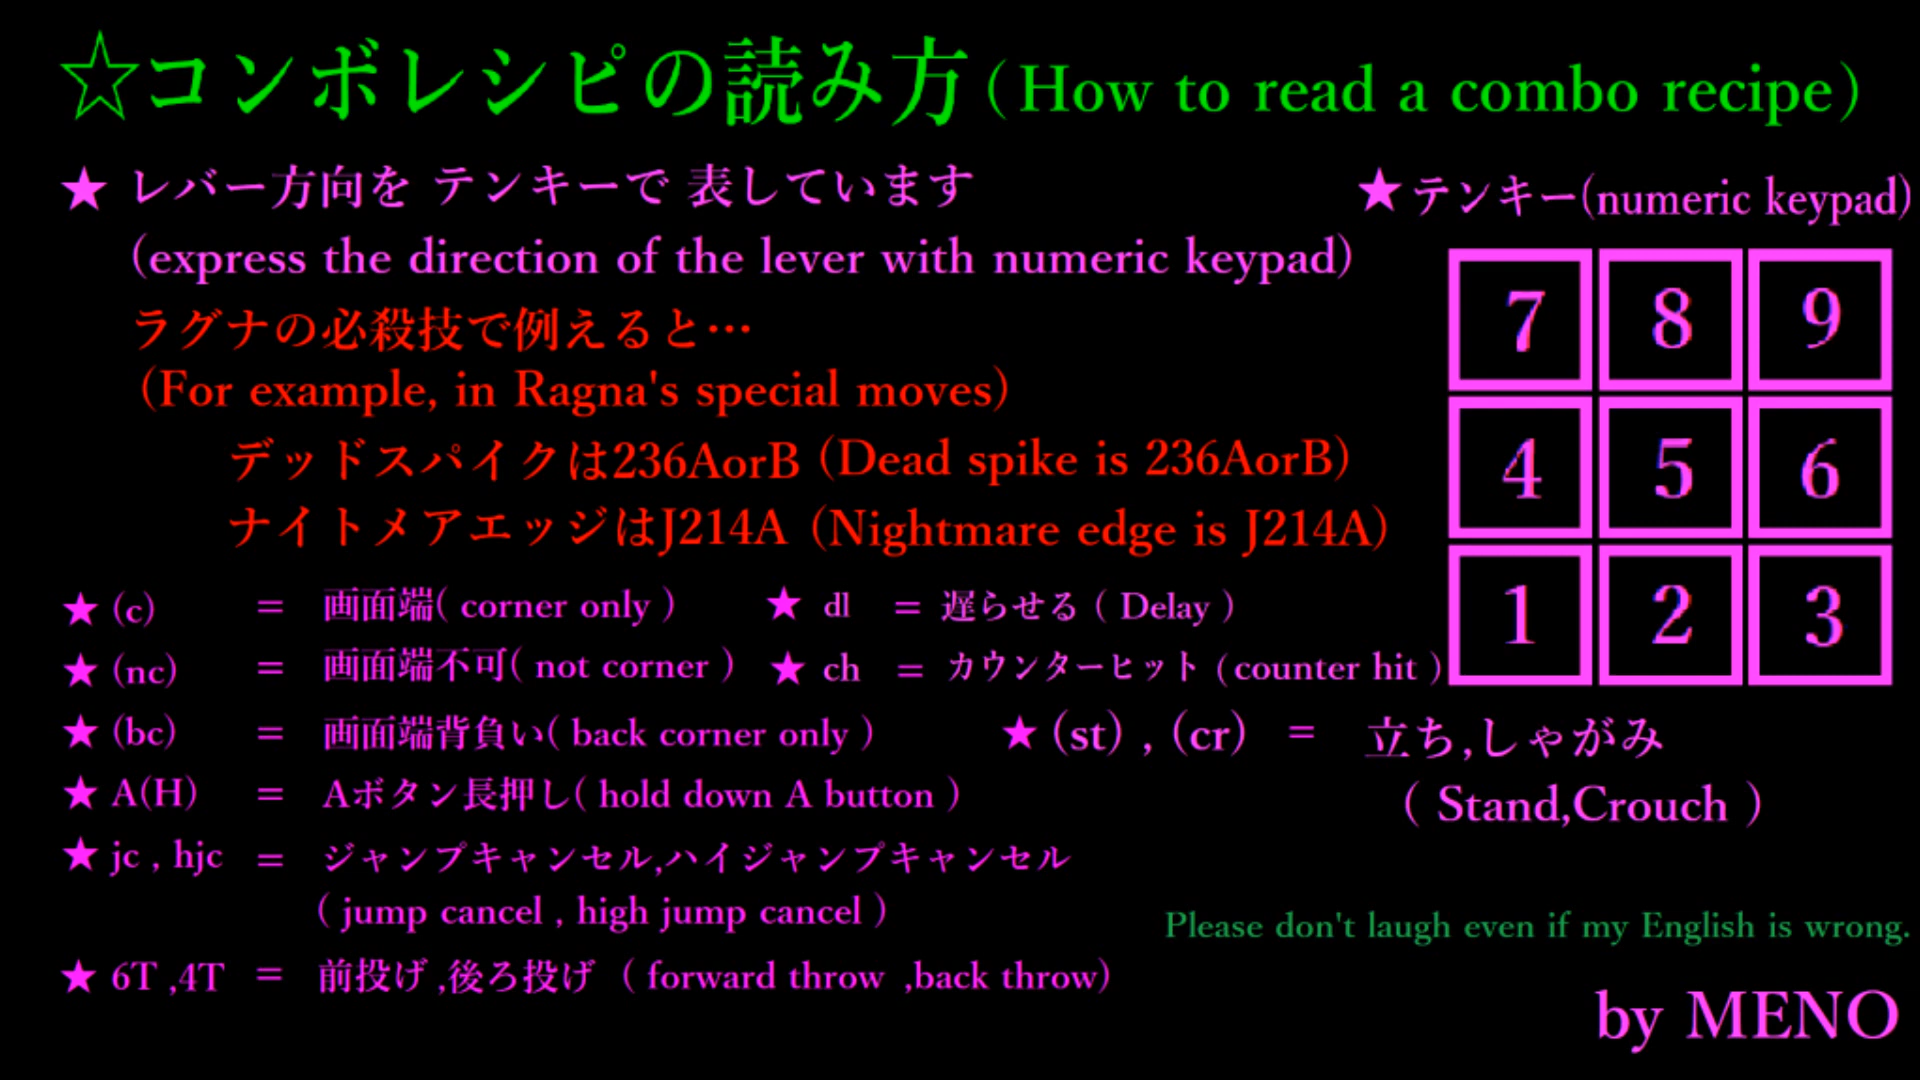 ☆コンボレシピの読み方(How to read a combo recipe)
★ レバー方向を テンキーで 表しています
(express the direction of the lever with numeric keypad)
ラグナの必殺技で例えると…
(For example, in Ragna's special moves)
デッドスパイクは236AorB (Dead spike is 236AorB)
ナイトメアエッジはJ214A (Nightmare edge is J214A)
★テンキー(numeric keypad)
7 8 9
4 5 6
1 2 3
★ (c) = 画面端( corner only ) ★ dl = 遅らせる ( Delay )
★ (nc) = 画面端不可( not corner ) ★ ch = カウンターヒット (counter hit )
★ (bc) = 画面端背負い( back corner only ) ★ (st) , (cr) = 立ち,しゃがみ
( Stand,Crouch )
★ A(H) = Aボタン長押し( hold down A button )
★ jc , hjc = ジャンプキャンセル,ハイジャンプキャンセル
( jump cancel , high jump cancel )
★ 6T ,4T = 前投げ ,後ろ投げ ( forward throw ,back throw)
Please don't laugh even if my English is wrong.
by MENO